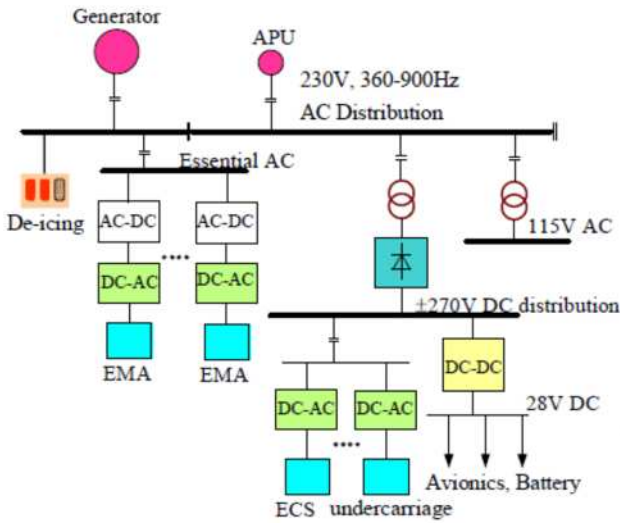 Generator
APU
230V, 360-900Hz
AC Distribution
Essential AC
De-icing
AC-DC
AC-DC
115V AC
DC-AC
DC-AC
±270V DC distribution
EMA
EMA
DC-DC
DC-AC
DC-AC
28V DC
Avionics, Battery
ECS
undercarriage